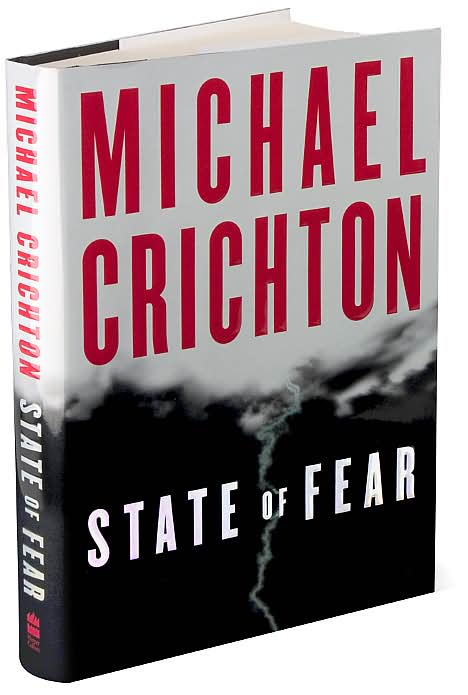 MICHAEL
CRICHTON
STATE OF FEAR
MICHAEL CRICHTON
STATE OF FEAR